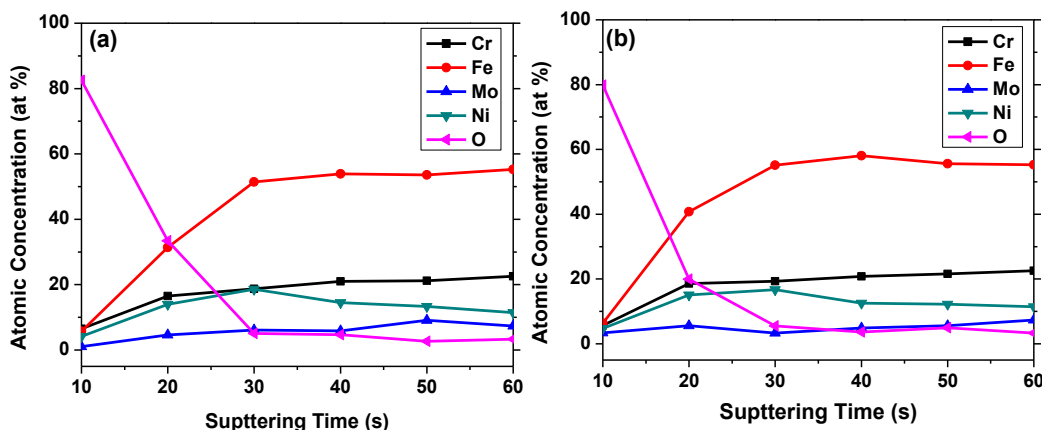 (a)
Cr
Fe
Mo
Ni
O
Atomic Concentration (at %)
100
80
60
40
20
0
10 20 30 40 50 60
Supttering Time (s)
(b)
Cr
Fe
Mo
Ni
O
Atomic Concentration (at %)
100
80
60
40
20
0
10 20 30 40 50 60
Supttering Time (s)